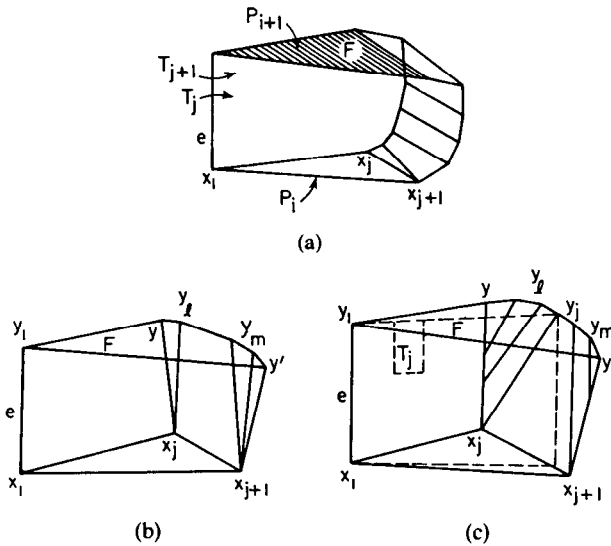 P_{i+1}
F
T_{j+1}
T_j
e
x_j
x_1
x_{j+1}
P_i
(a)
y_ℓ
y_1
y
y_m
F
y'
e
x_j
x_1
x_{j+1}
(b)
y
y_ℓ
y_j
y_1
F
y_m
T_j
y
e
x_j
x_1
x_{j+1}
(c)